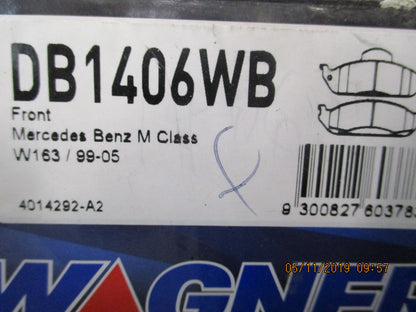 DB1406WB
Front
Mercedes Benz M Class
W163 / 99-05
4014292-A2
9 300827 60378
WAGNER
05/11/2019 09:57